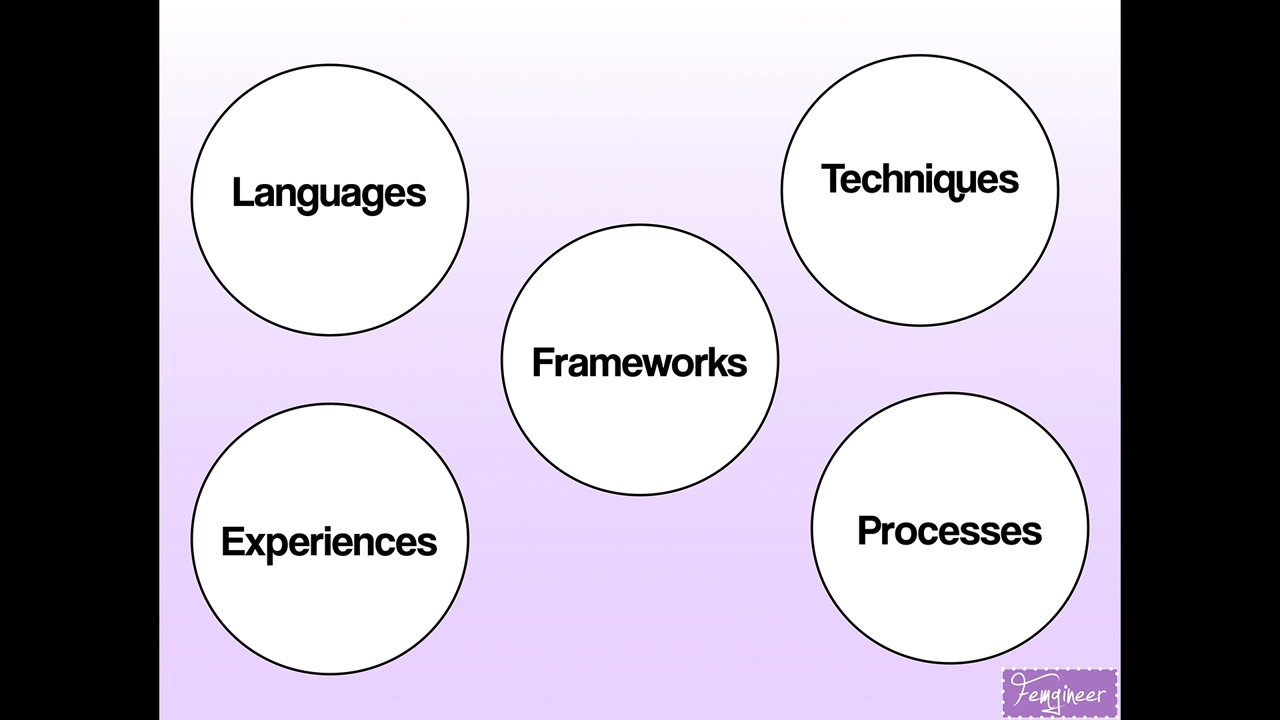 Languages
Techniques
Frameworks
Experiences
Processes
Femgineer